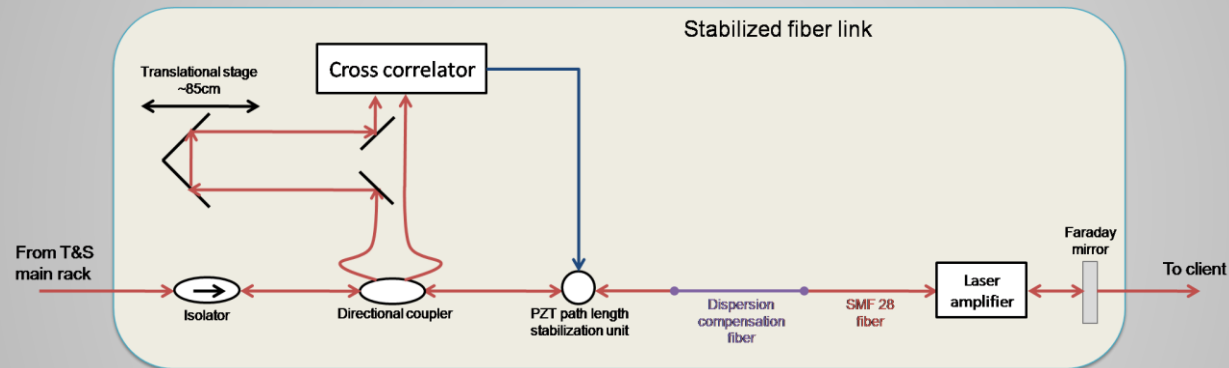 Stabilized fiber link
Translational stage
~85cm
Cross correlator
From T&S
main rack
Isolator
Directional coupler
PZT path length
stabilization unit
Dispersion
compensation
fiber
SMF 28
fiber
Laser
amplifier
Faraday
mirror
To client